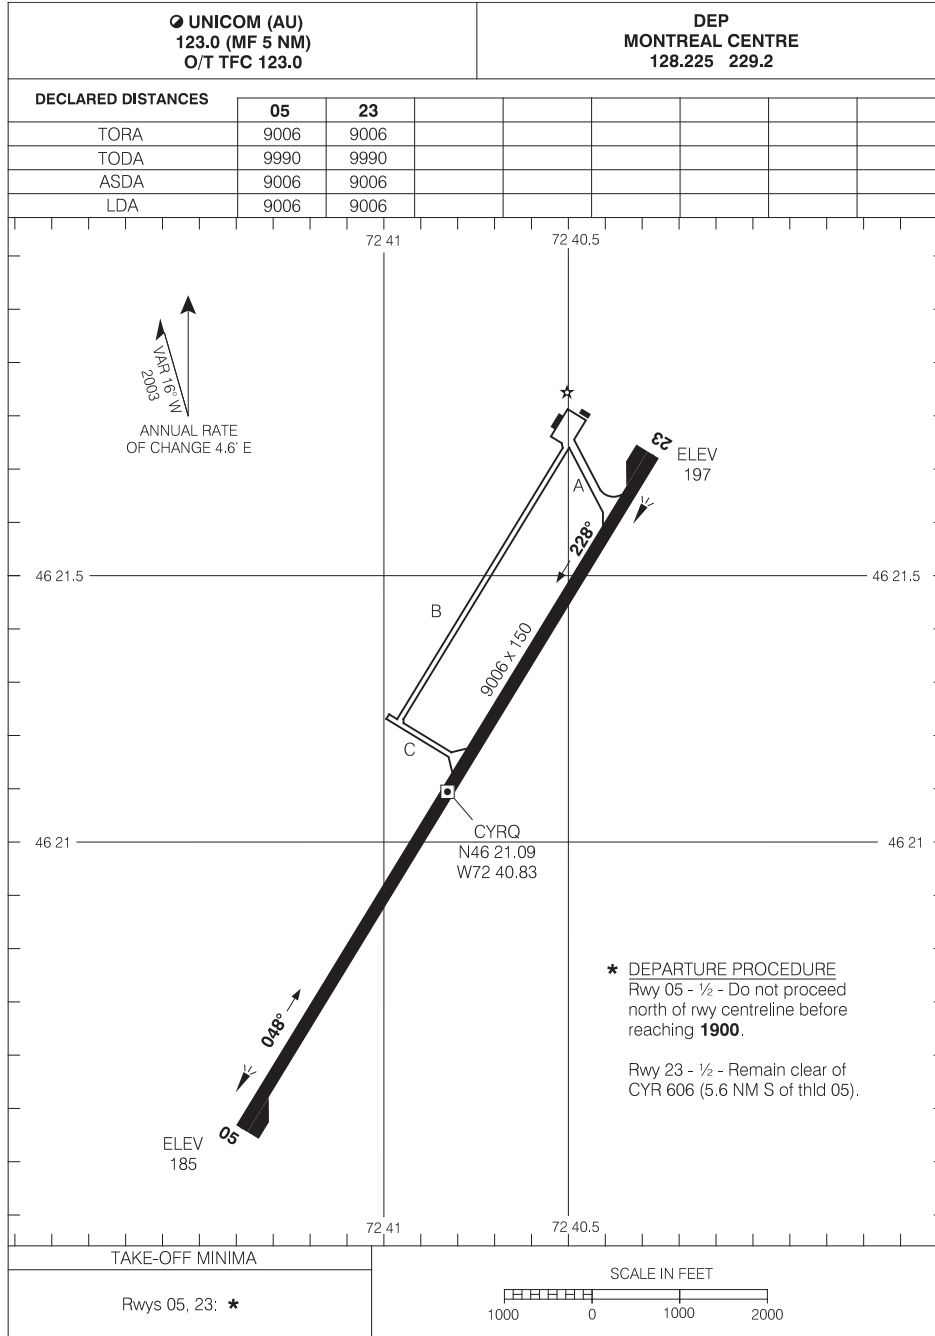 UNICOM (AU)
123.0 (MF 5 NM)
O/T TFC 123.0
DEP
MONTREAL CENTRE
128.225 229.2
DECLARED DISTANCES
05 23
TORA 9006 9006
TODA 9990 9990
ASDA 9006 9006
LDA 9006 9006
72 41 72 40.5
VAR 16° W
2003
ANNUAL RATE
OF CHANGE 4.6' E
23
ELEV
197
A
228°
46 21.5 46 21.5
B
9006 x 150
C
CYRQ
N46 21.09
W72 40.83
46 21 46 21
* DEPARTURE PROCEDURE
Rwy 05 - ½ - Do not proceed
north of rwy centreline before
reaching 1900.
Rwy 23 - ½ - Remain clear of
CYR 606 (5.6 NM S of thld 05).
048°
05
ELEV
185
72 41 72 40.5
TAKE-OFF MINIMA
Rwys 05, 23: *
SCALE IN FEET
1000 0 1000 2000